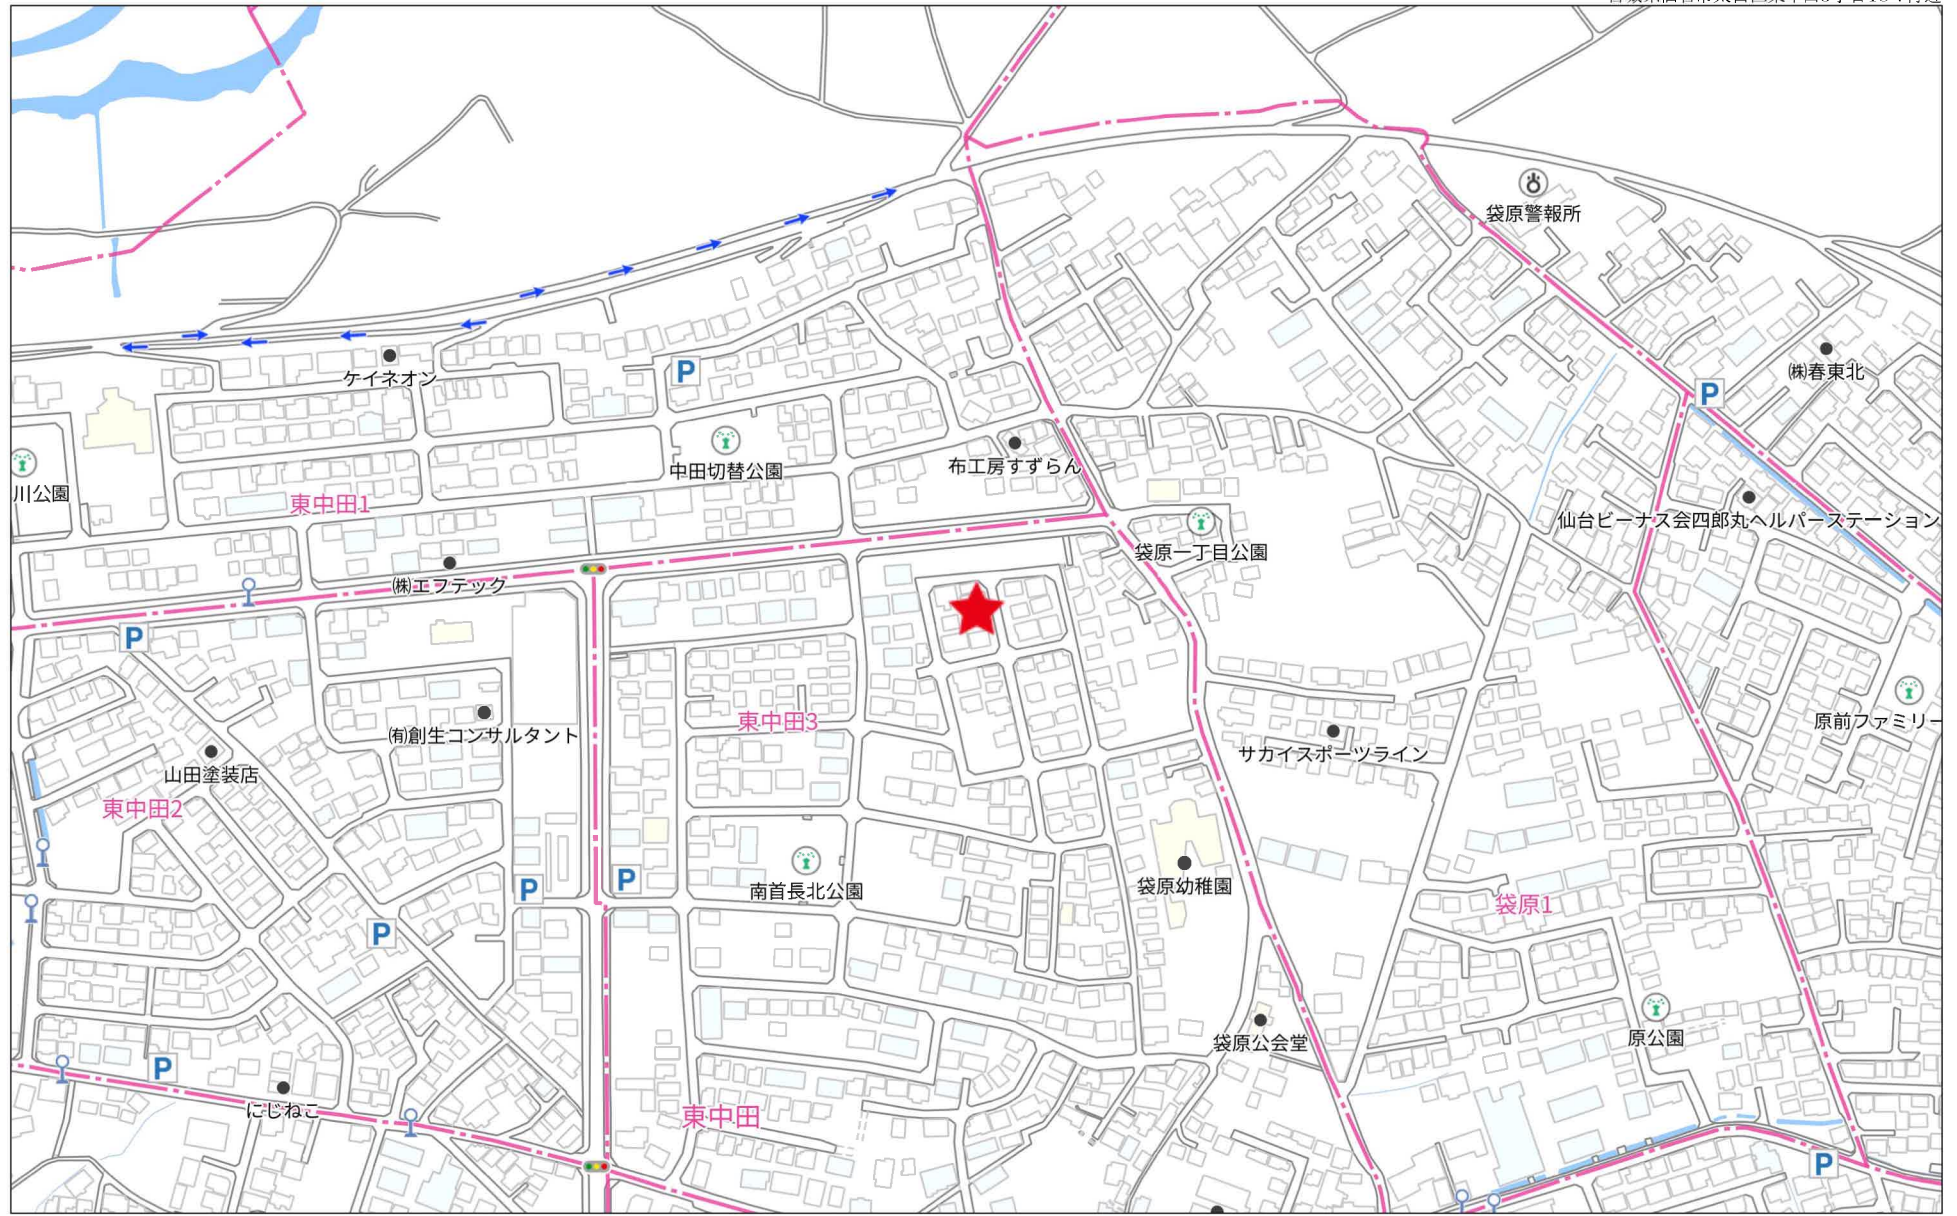 袋原警報所
ケイネオン
P
㈱春東北
P
中田切替公園
布工房すずらん
川公園
東中田1
仙台ビーナス会四郎丸ヘルパーステーション
袋原一丁目公園
㈱エフテック
P
原前ファミリー
東中田3
㈲創生コンサルタント
サカイスポーツライン
山田塗装店
東中田2
袋原幼稚園
南首長北公園
P
P
袋原1
P
原公園
袋原公会堂
P
にじねこ
東中田
P